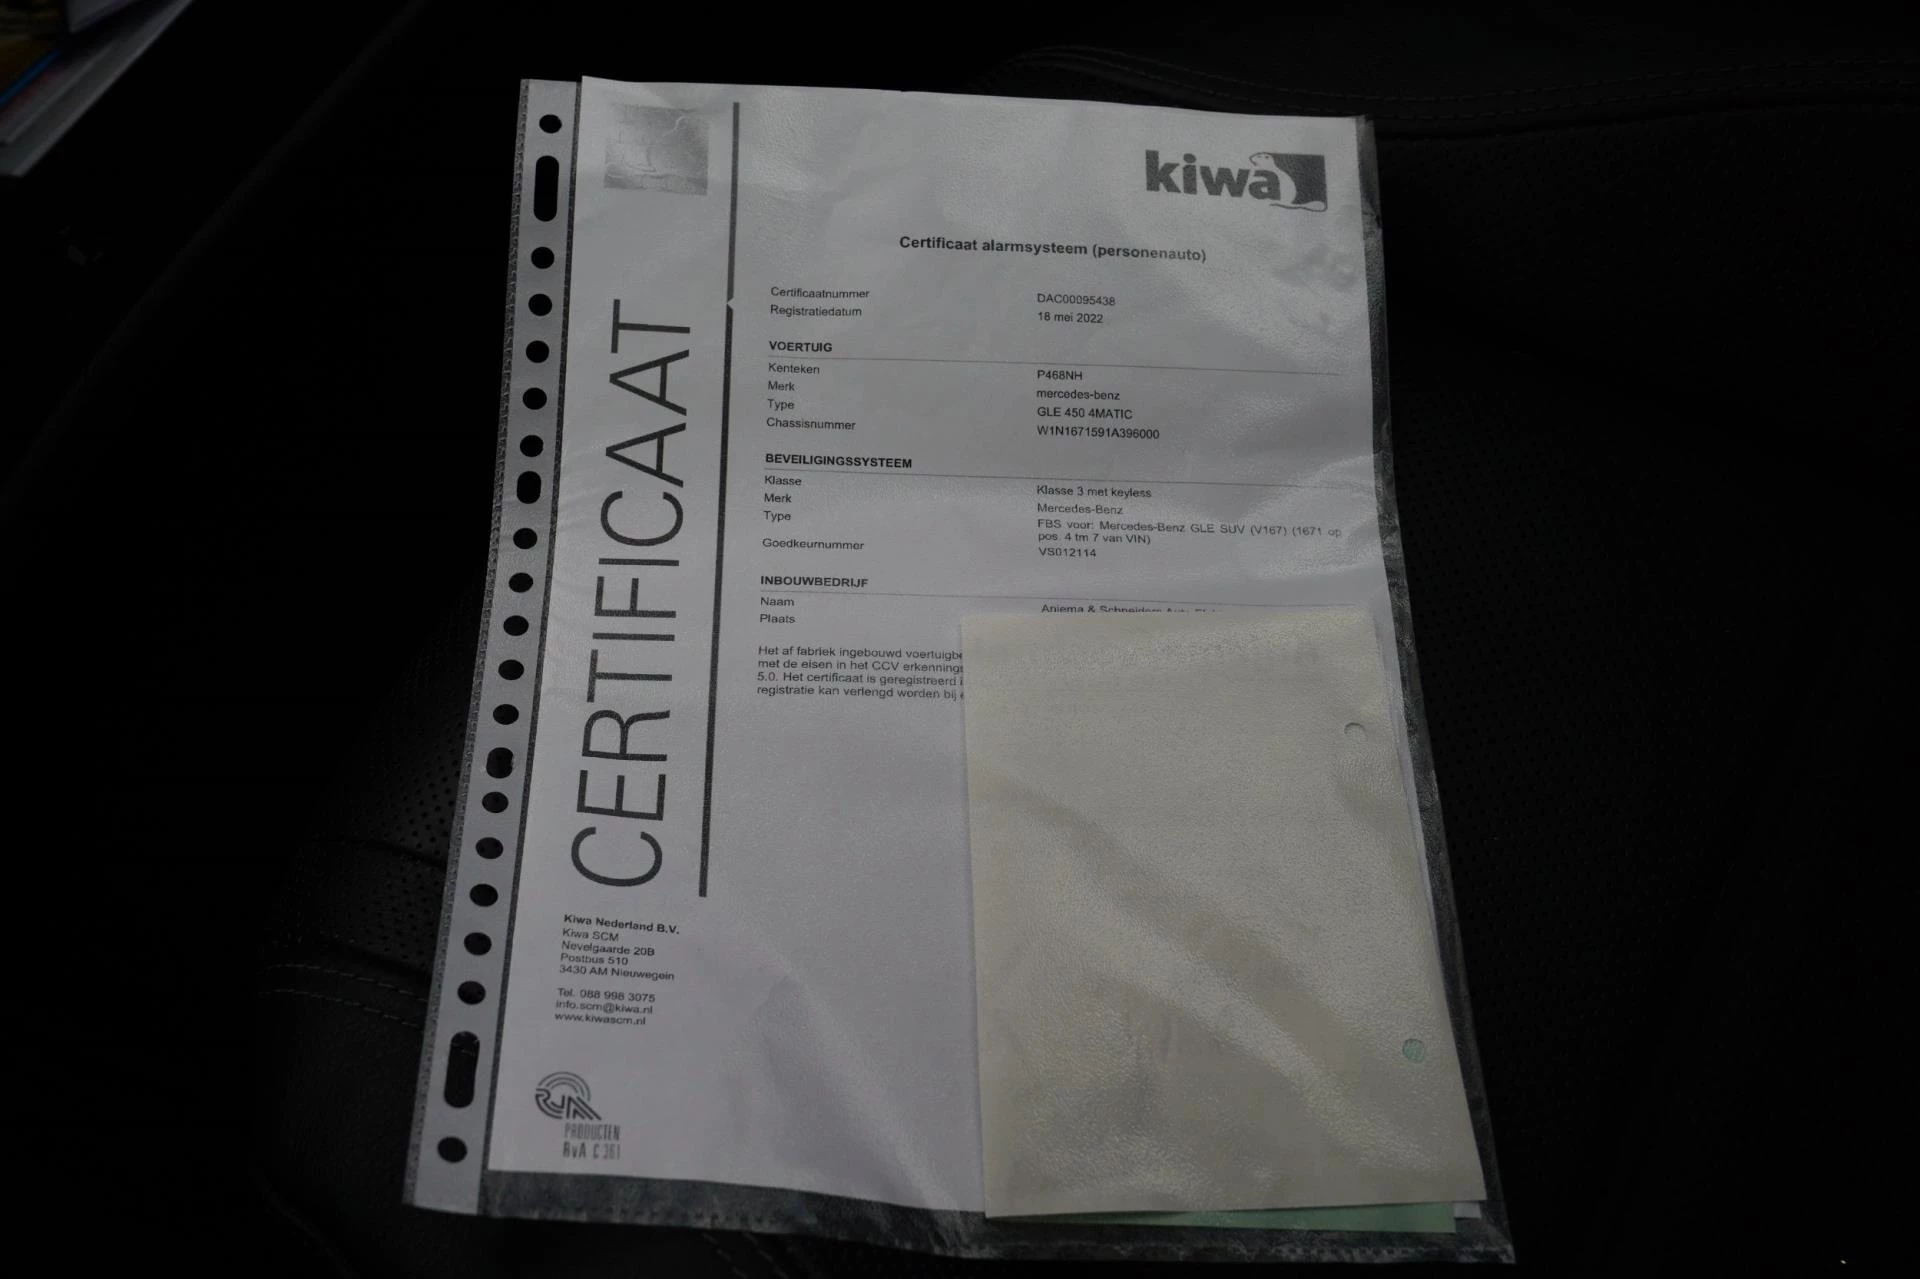 kiwa
Certificaat alarmsysteem (personenauto)
Certificaatnummer DAC00095438
Registratiedatum 18 mei 2022
VOERTUIG
Kenteken P468NH
Merk mercedes-benz
Type GLE 450 4MATIC
Chassisnummer W1N1671591A396000
BEVEILIGINGSSYSTEEM
Klasse Klasse 3 met keyless
Merk Mercedes-Benz
Type FBS voor: Mercedes-Benz GLE SUV (V167) (1671 op
pos. 4 tm 7 van VIN)
Goedkeurnummer VS012114
INBOUWBEDRIJF
Naam & Auto
Plaats
Het af fabriek ingebouwd
met de eisen in het CCV
5.0. Het certificaat is geregistreerd
registratie kan verlengd worden bij
CERTIFICAAT
Kiwa Nederland B.V.
Kiwa SCM
Nevelgaarde 20B
Postbus 510
3430 AM Nieuwegein
Tel. 088 998 3075
info.scm@kiwa.nl
www.kiwascm.nl
PRODUCTEN
RvA C 361